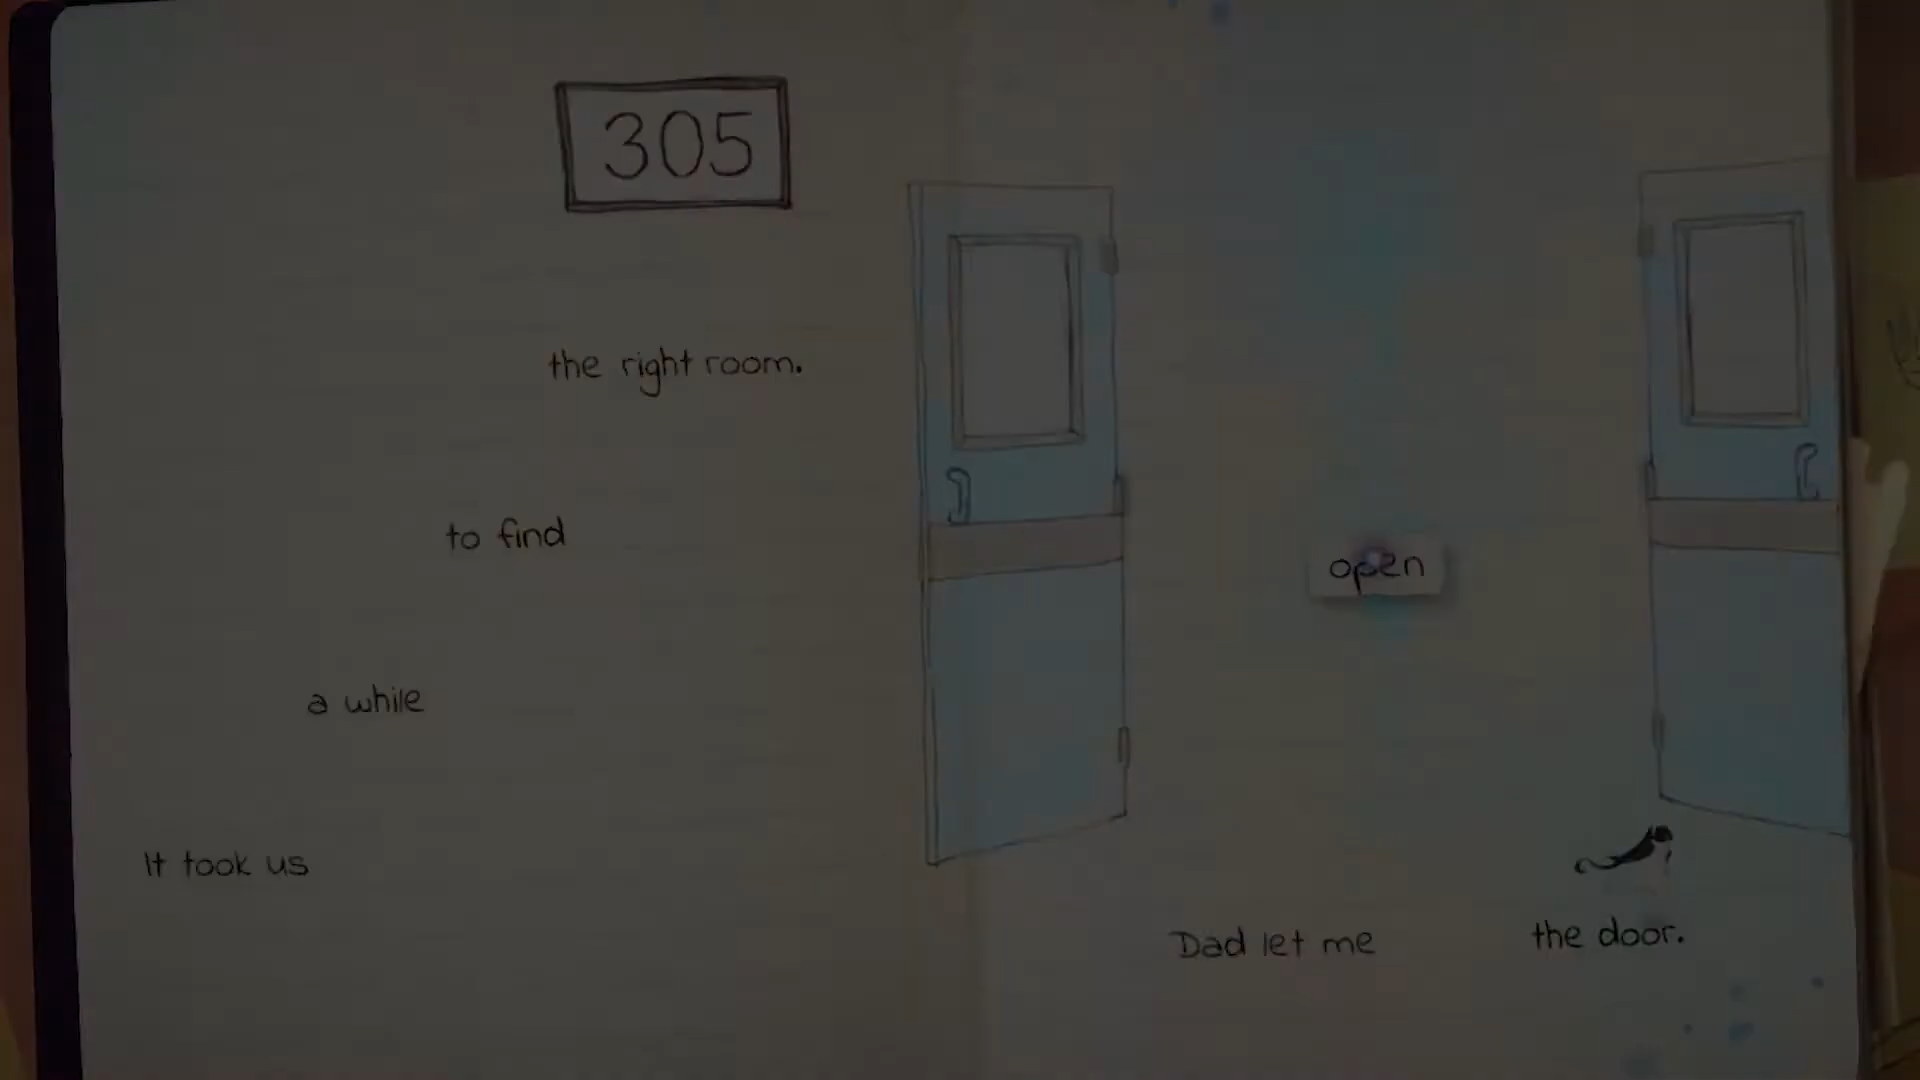 305
It took us
a while
to find
the right room.
Dad let me
open
the door.